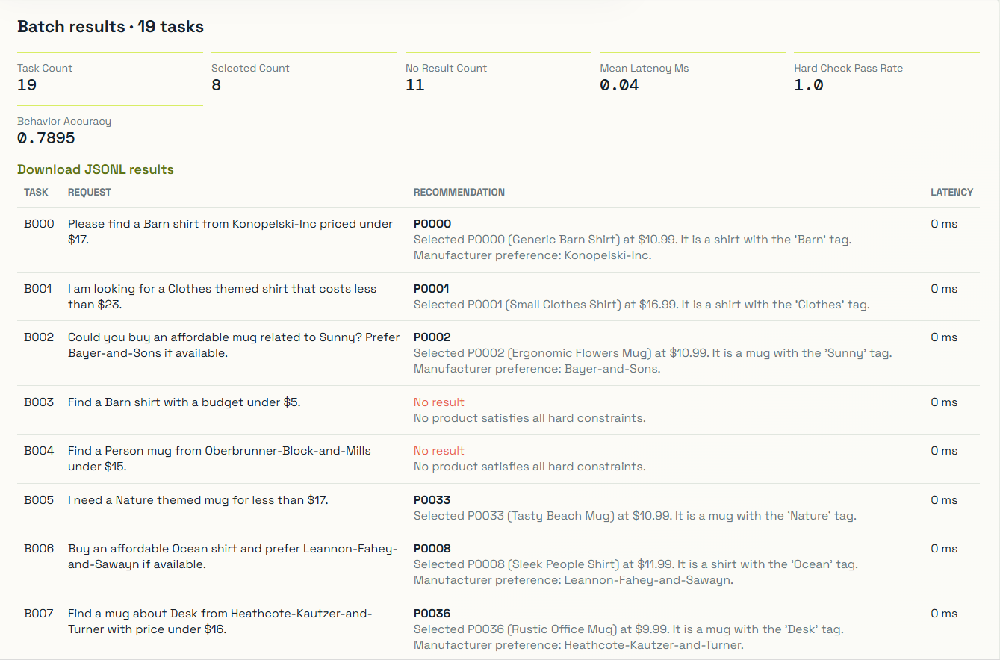 Batch results · 19 tasks
Task Count
19
Selected Count
8
No Result Count
11
Mean Latency Ms
0.04
Hard Check Pass Rate
1.0
Behavior Accuracy
0.7895
Download JSONL results
TASK REQUEST RECOMMENDATION LATENCY
B000 Please find a Barn shirt from Konopelski-Inc priced under
$17.
P0000
Selected P0000 (Generic Barn Shirt) at $10.99. It is a shirt with the 'Barn' tag.
Manufacturer preference: Konopelski-Inc.
0 ms
B001 I am looking for a Clothes themed shirt that costs less
than $23.
P0001
Selected P0001 (Small Clothes Shirt) at $16.99. It is a shirt with the 'Clothes' tag.
0 ms
B002 Could you buy an affordable mug related to Sunny? Prefer
Bayer-and-Sons if available.
P0002
Selected P0002 (Ergonomic Flowers Mug) at $10.99. It is a mug with the 'Sunny' tag.
Manufacturer preference: Bayer-and-Sons.
0 ms
B003 Find a Barn shirt with a budget under $5.
No result
No product satisfies all hard constraints.
0 ms
B004 Find a Person mug from Oberbrunner-Block-and-Mills
under $15.
No result
No product satisfies all hard constraints.
0 ms
B005 I need a Nature themed mug for less than $17.
P0033
Selected P0033 (Tasty Beach Mug) at $10.99. It is a mug with the 'Nature' tag.
0 ms
B006 Buy an affordable Ocean shirt and prefer Leannon-Fahey-
and-Sawayn if available.
P0008
Selected P0008 (Sleek People Shirt) at $11.99. It is a shirt with the 'Ocean' tag.
Manufacturer preference: Leannon-Fahey-and-Sawayn.
0 ms
B007 Find a mug about Desk from Heathcote-Kautzer-and-
Turner with price under $16.
P0036
Selected P0036 (Rustic Office Mug) at $9.99. It is a mug with the 'Desk' tag.
Manufacturer preference: Heathcote-Kautzer-and-Turner.
0 ms